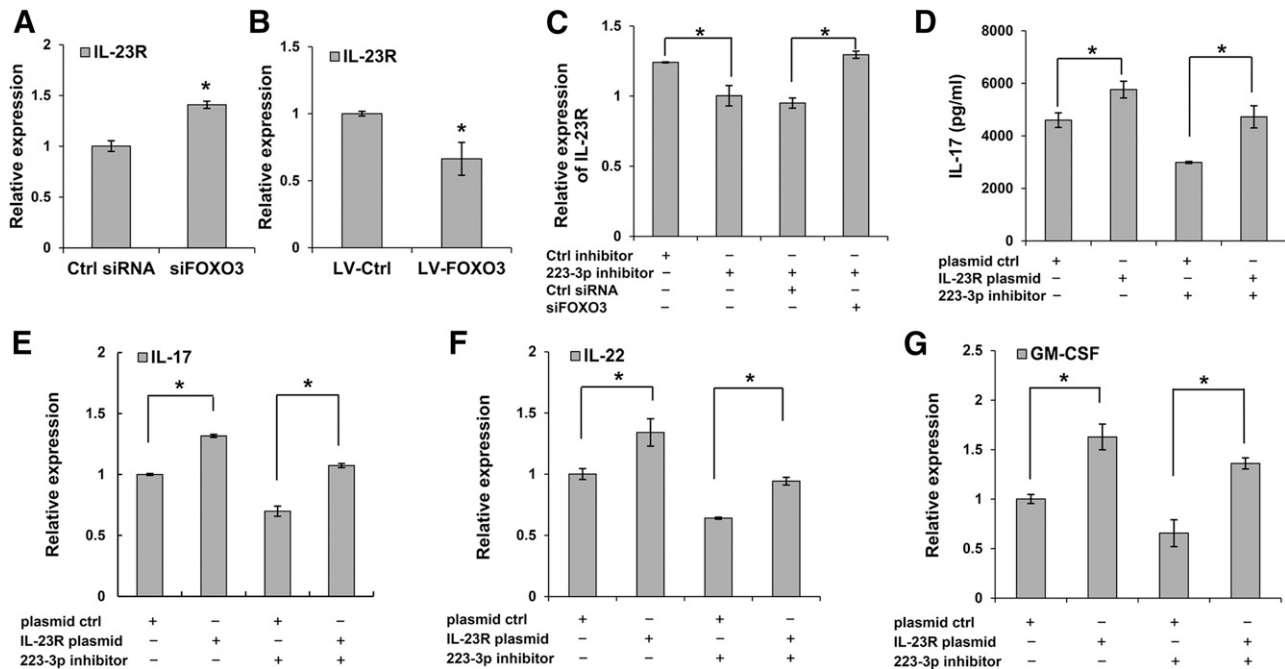 A
IL-23R
Relative expression
2
1.5
1
0.5
0
Ctrl siRNA siFOXO3
*
B
IL-23R
Relative expression
1.5
1
0.5
0
LV-Ctrl LV-FOXO3
*
C
Relative expression
of IL-23R
1.5
1
0.5
0
* *
Ctrl inhibitor + – – –
223-3p inhibitor – + + +
Ctrl siRNA – – + –
siFOXO3 – – – +
D
IL-17 (pg/ml)
8000
6000
4000
2000
0
* *
plasmid ctrl + – + –
IL-23R plasmid – + – +
223-3p inhibitor – – + +
E
IL-17
Relative expression
2
1.5
1
0.5
0
* *
plasmid ctrl + – + –
IL-23R plasmid – + – +
223-3p inhibitor – – + +
F
IL-22
Relative expression
2
1.5
1
0.5
0
* *
plasmid ctrl + – + –
IL-23R plasmid – + – +
223-3p inhibitor – – + +
G
GM-CSF
Relative expression
2.5
2
1.5
1
0.5
0
* *
plasmid ctrl + – + –
IL-23R plasmid – + – +
223-3p inhibitor – – + +